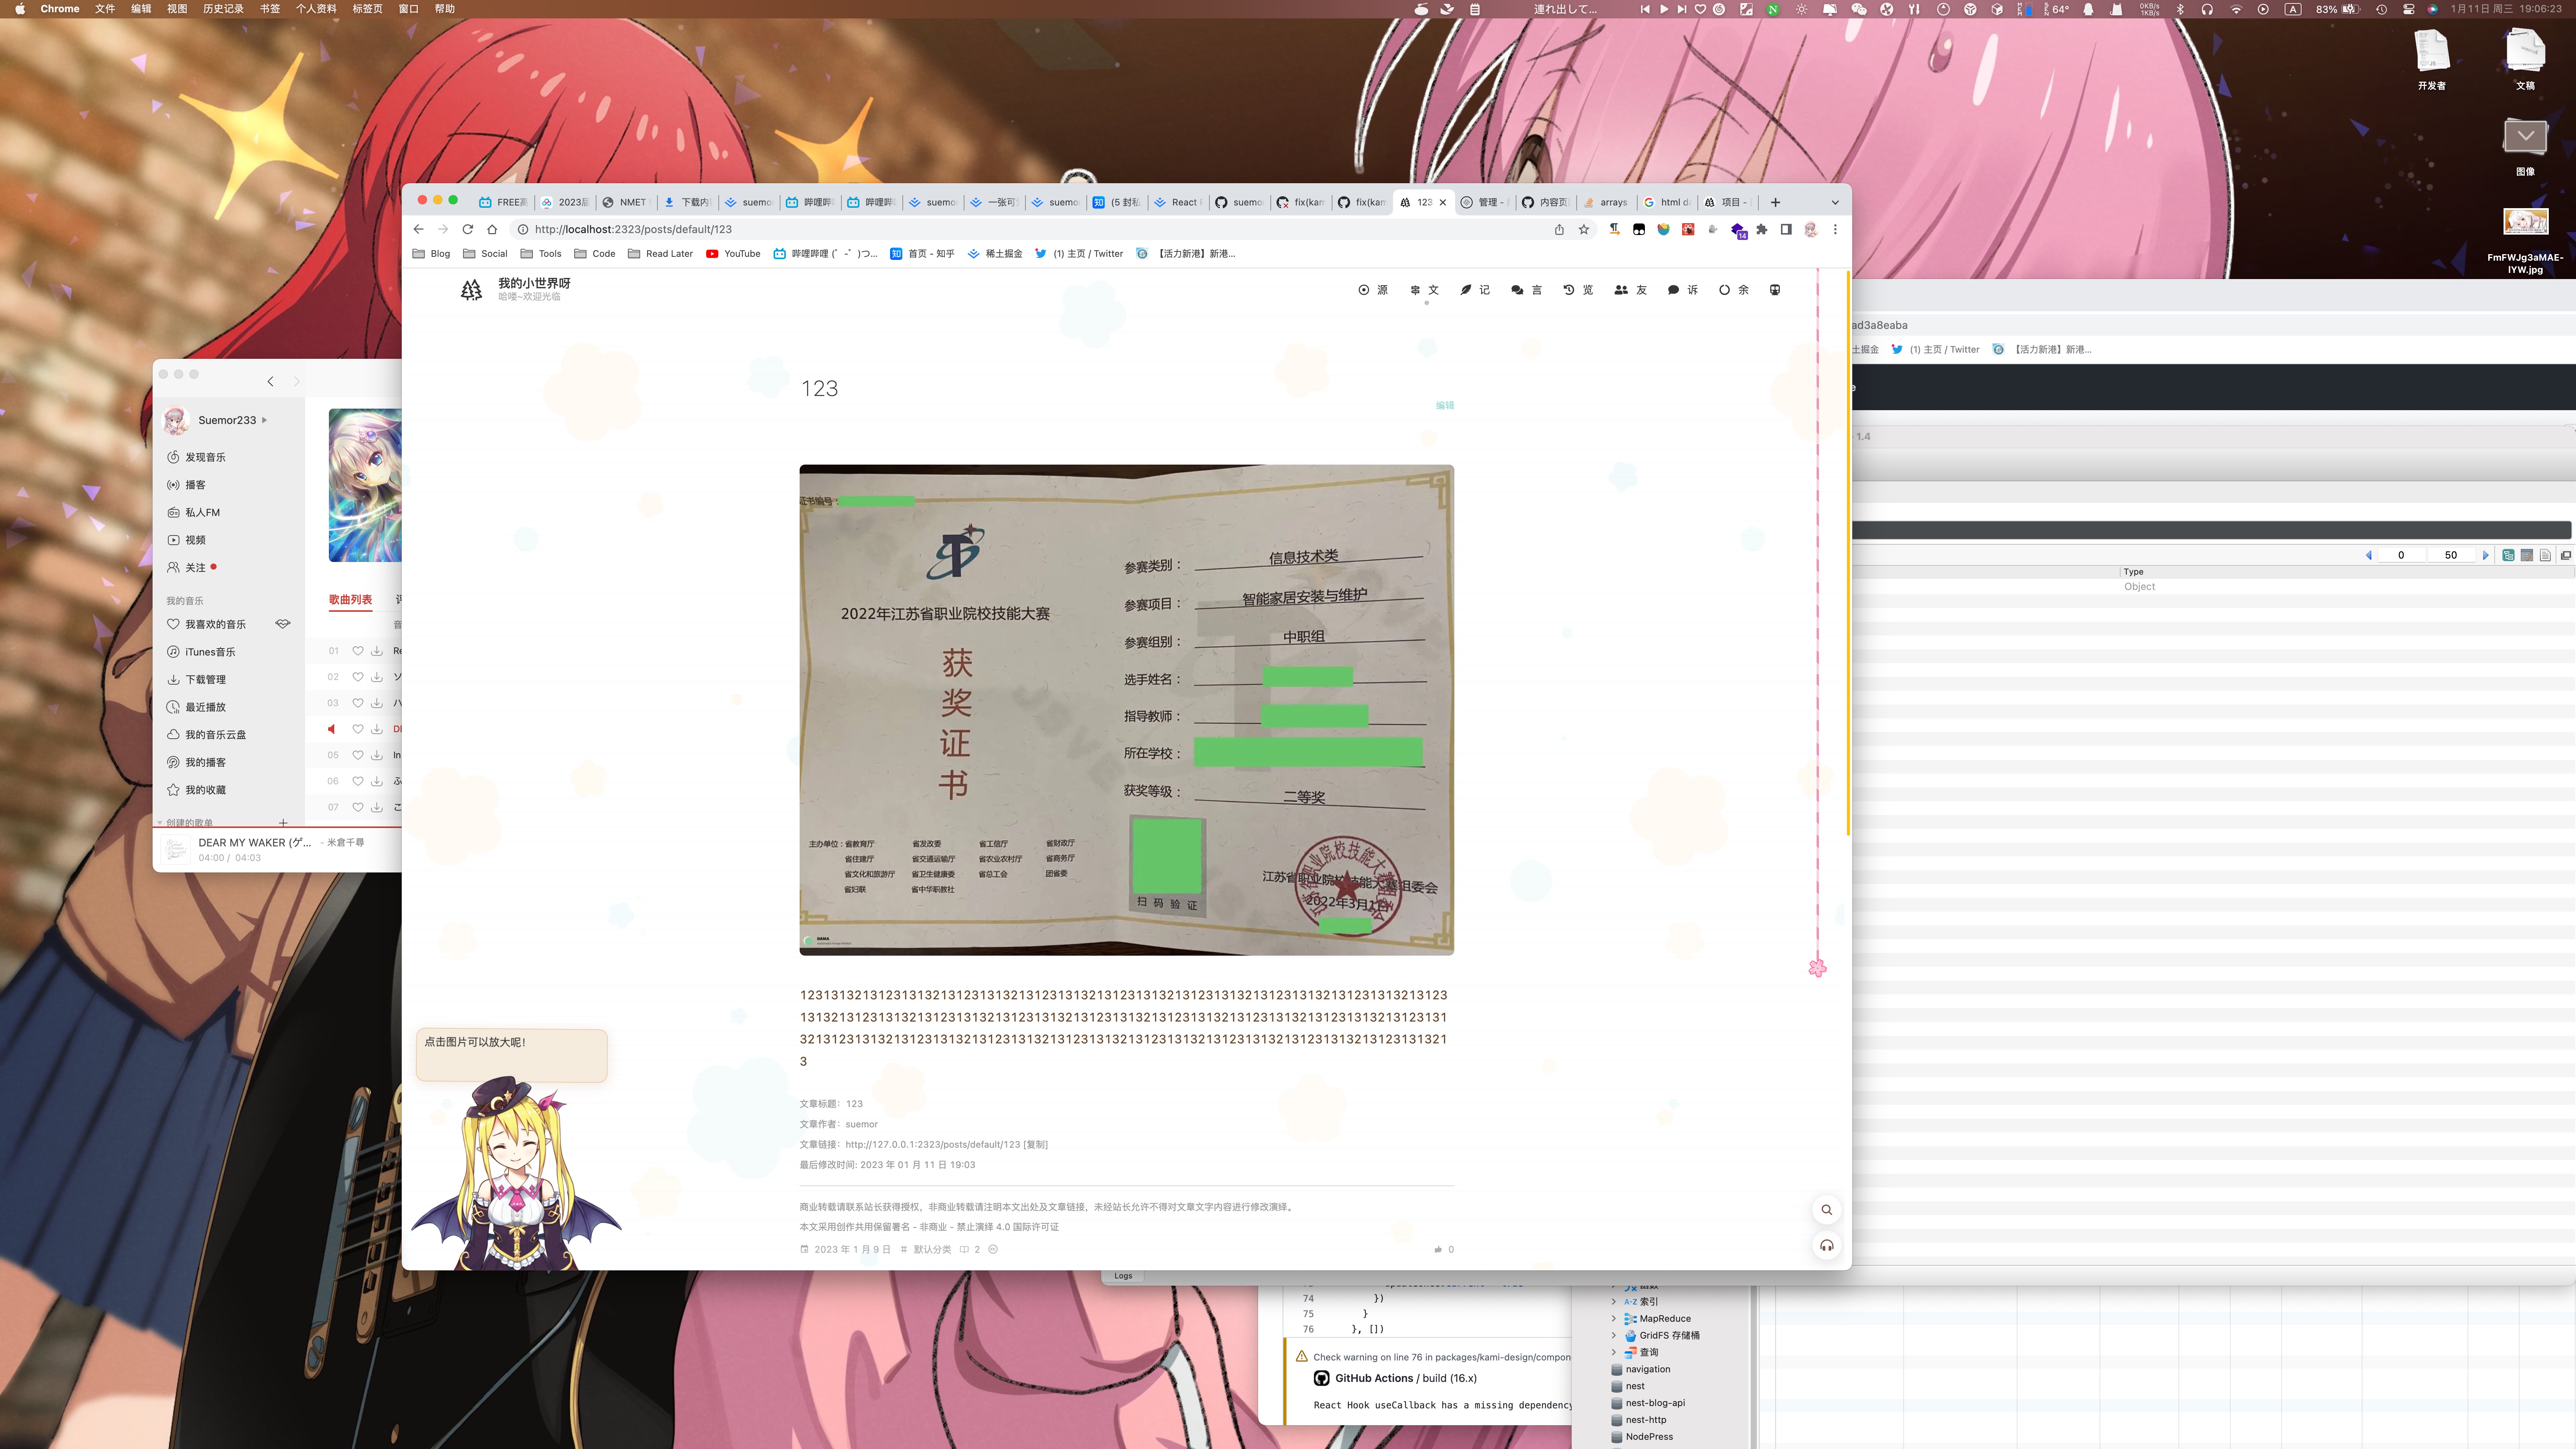 Chrome 文件 编辑 视图 历史记录 书签 个人资料 标签页 窗口 帮助
連れ出して...
64°
0KB/s
1KB/s
A
83%
1月11日 周三 19:06:23
开发者
文稿
图像
FmFWJg3aMAE-
IYW.jpg
FREE高
2023届
NMET
下载内
suemo
哔哩哔
哔哩哔
suemo
一张可
suemo
(5 封私
React
suemo
fix(kam
fix(kam
123
管理 -
内容页
arrays
html d
项目 -
http://localhost:2323/posts/default/123
14
Blog
Social
Tools
Code
Read Later
YouTube
哔哩哔哩 (゜-゜)つ...
首页 - 知乎
稀土掘金
(1) 主页 / Twitter
【活力新港】新港...
我的小世界呀
哈喽~欢迎光临
源 文 记 言 览 友 诉 余
123
编辑
证书编号：
2022年江苏省职业院校技能大赛
获
奖
证
书
参赛类别： 信息技术类
参赛项目： 智能家居安装与维护
参赛组别： 中职组
选手姓名：
指导教师：
所在学校：
获奖等级： 二等奖
主办单位：省教育厅 省发改委 省工信厅 省财政厅
省住建厅 省交通运输厅 省农业农村厅 省商务厅
省文化和旅游厅 省卫生健康委 省总工会 团省委
省妇联 省中华职教社
扫码验证
江苏省职业院校技能大赛组委会
2022年3月1日
12313132131231313213123131321312313132131231313213123131321312313132131231313213123
13132131231313213123131321312313132131231313213123131321312313132131231313213123131
32131231313213123131321312313132131231313213123131321312313132131231313213123131321
3
文章标题：123
文章作者：suemor
文章链接：http://127.0.0.1:2323/posts/default/123 [复制]
最后修改时间: 2023 年 01 月 11 日 19:03
商业转载请联系站长获得授权，非商业转载请注明本文出处及文章链接，未经站长允许不得对文章文字内容进行修改演绎。
本文采用创作共用保留署名 - 非商业 - 禁止演绎 4.0 国际许可证
2023 年 1 月 9 日 默认分类 2
0
点击图片可以放大呢！
Suemor233
发现音乐
播客
私人FM
视频
关注
我的音乐
我喜欢的音乐
iTunes音乐
下载管理
最近播放
我的音乐云盘
我的播客
我的收藏
创建的歌单
歌曲列表
音
01 Re
02 ソ
03 ハ
05 In
06 ふ
07 こ
DEAR MY WAKER (ゲ... - 米倉千尋
04:00 / 04:03
ad3a8eaba
土掘金
(1) 主页 / Twitter
【活力新港】新港...
1.4
0 50
Type
Object
Logs
74 })
75 }
76 }, [])
Check warning on line 76 in packages/kami-design/compon
GitHub Actions / build (16.x)
React Hook useCallback has a missing dependency
函数
A-Z 索引
MapReduce
GridFS 存储桶
查询
navigation
nest
nest-blog-api
nest-http
NodePress